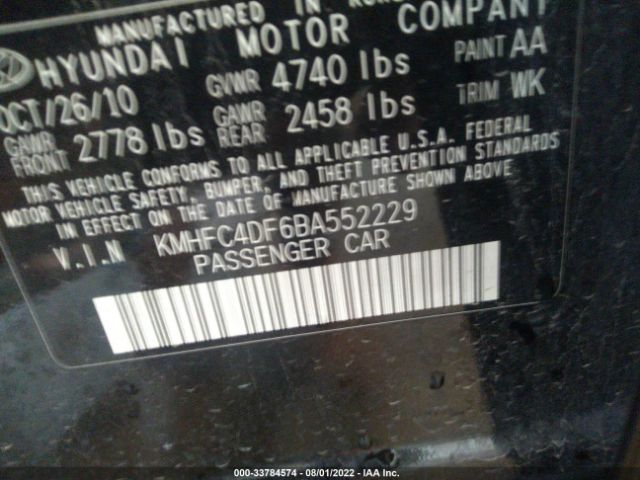 MANUFACTURED IN
HYUNDAI MOTOR COMPANY
OCT/26/10 GVWR 4740 lbs PAINT AA
GAWR FRONT 2778 lbs GAWR REAR 2458 lbs TRIM WK
THIS VEHICLE CONFORMS TO ALL APPLICABLE U.S.A. FEDERAL
MOTOR VEHICLE SAFETY, BUMPER, AND THEFT PREVENTION STANDARDS
IN EFFECT ON THE DATE OF MANUFACTURE SHOWN ABOVE
V.I.N KMHFC4DF6BA552229
PASSENGER CAR
000-33784574 - 08/01/2022 - IAA Inc.